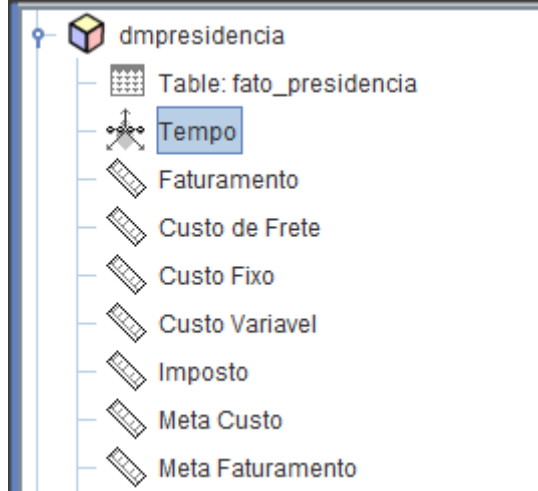 dmpresidencia
Table: fato_presidencia
Tempo
Faturamento
Custo de Frete
Custo Fixo
Custo Variavel
Imposto
Meta Custo
Meta Faturamento